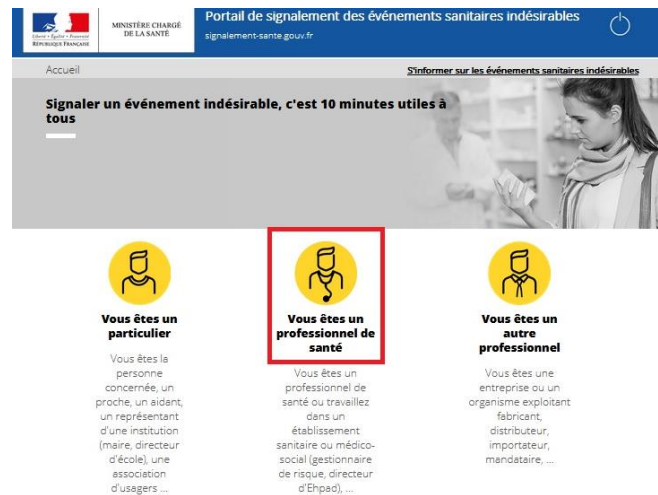 Liberté • Égalité • Fraternité
RÉPUBLIQUE FRANÇAISE
MINISTÈRE CHARGÉ
DE LA SANTÉ
Portail de signalement des événements sanitaires indésirables
signalement-sante.gouv.fr
Accueil
S'informer sur les événements sanitaires indésirables
Signaler un événement indésirable, c'est 10 minutes utiles à
tous
Vous êtes un
particulier
Vous êtes la
personne
concernée, un
proche, un aidant,
un représentant
d'une institution
(maire, directeur
d'école), une
association
d'usagers ...
Vous êtes un
professionnel de
santé
Vous êtes un
professionnel de
santé ou travaillez
dans un
établissement
sanitaire ou médico-
social (gestionnaire
de risque, directeur
d'Ehpad), ...
Vous êtes un
autre
professionnel
Vous êtes une
entreprise ou un
organisme exploitant
fabricant,
distributeur,
importateur,
mandataire, ...